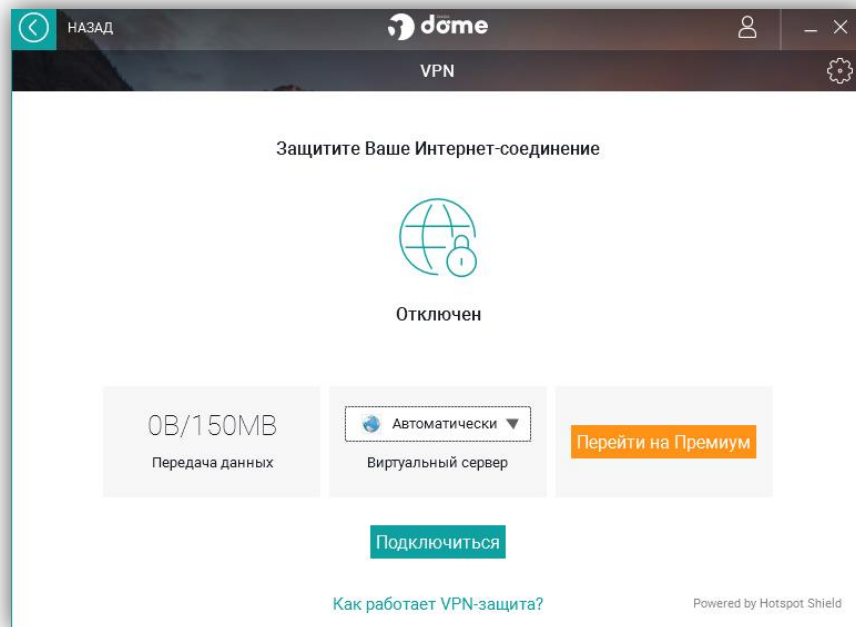 НАЗАД
dome
VPN
Защитите Ваше Интернет-соединение
Отключен
0B/150MB
Передача данных
Автоматически
Виртуальный сервер
Перейти на Премиум
Подключиться
Как работает VPN-защита?
Powered by Hotspot Shield